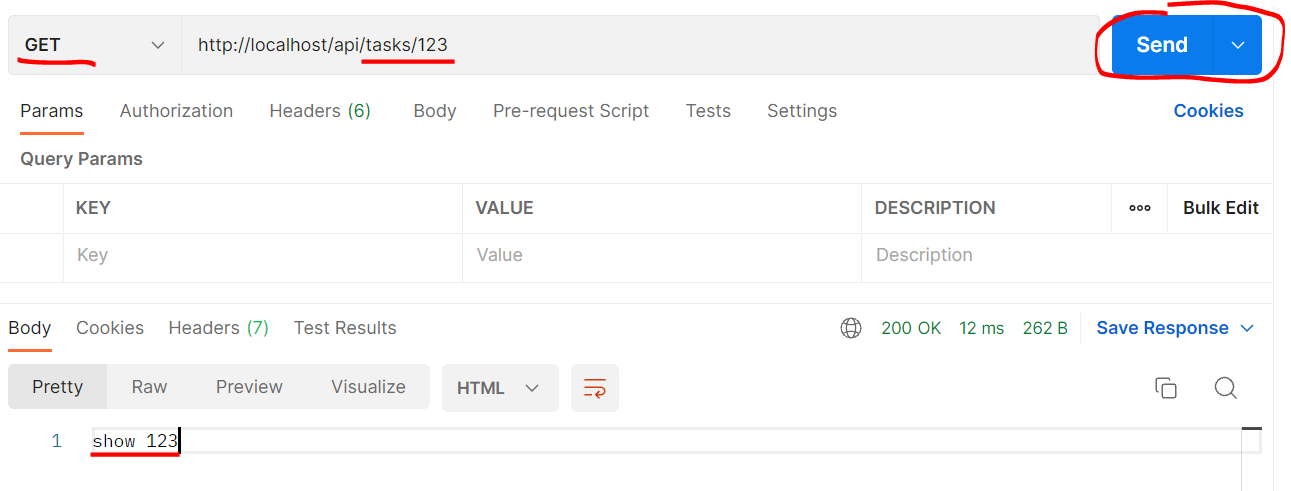 GET http://localhost/api/tasks/123 Send
Params Authorization Headers (6) Body Pre-request Script Tests Settings Cookies
Query Params
KEY VALUE DESCRIPTION ooo Bulk Edit
Key Value Description
Body Cookies Headers (7) Test Results 200 OK 12 ms 262 B Save Response
Pretty Raw Preview Visualize HTML
1 show 123